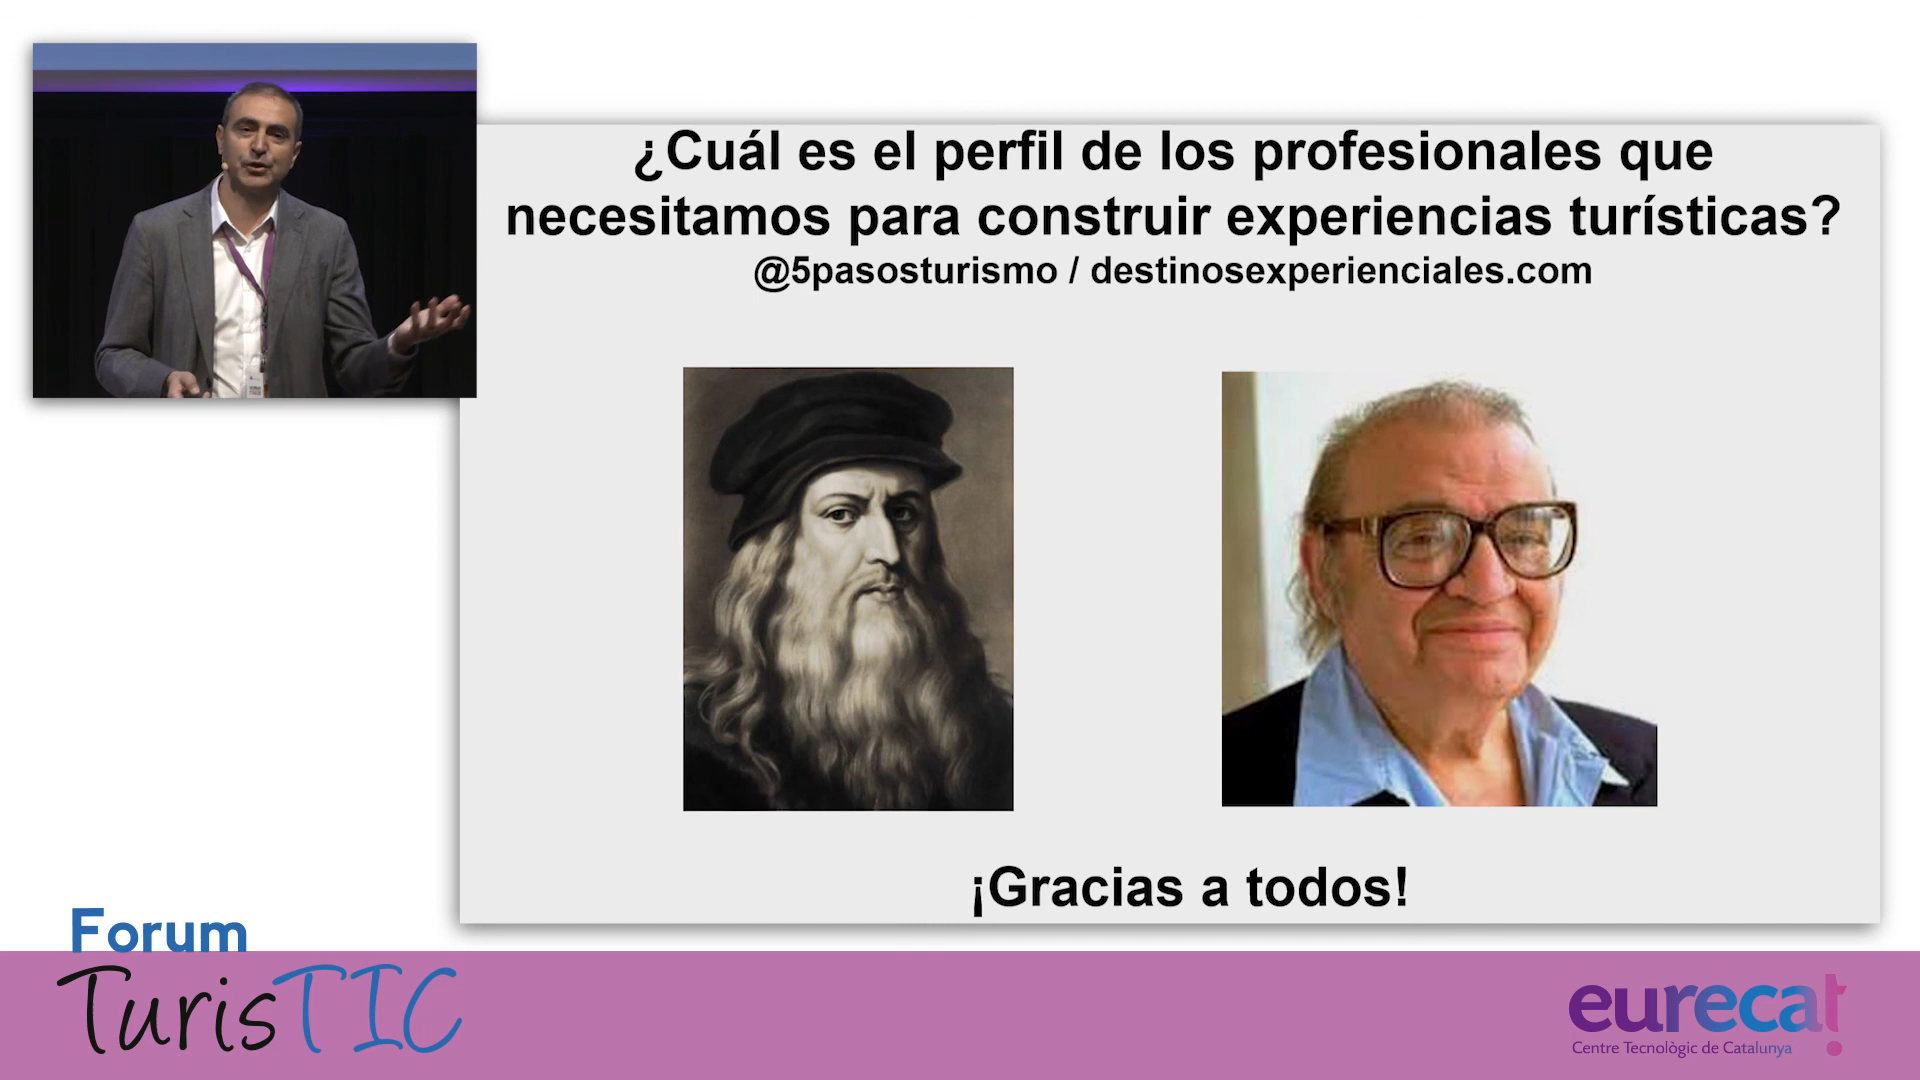 ¿Cuál es el perfil de los profesionales que
necesitamos para construir experiencias turísticas?
@5pasosturismo / destinosexperienciales.com
¡Gracias a todos!
Forum
TurisTIC
eurecat
Centre Tecnològic de Catalunya